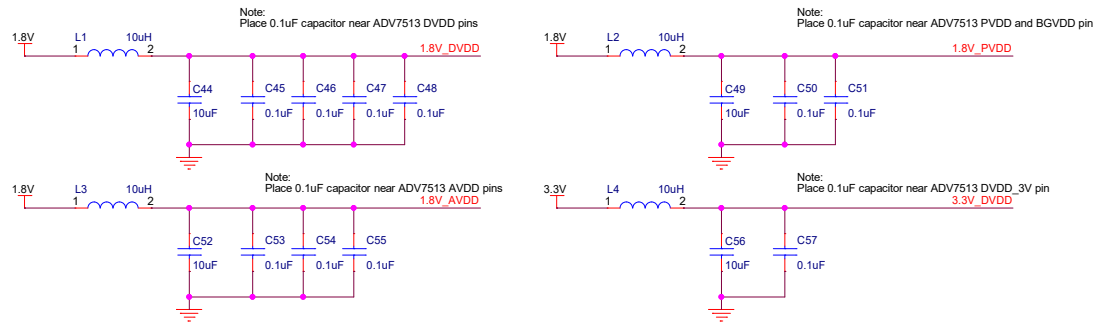 Note:
Place 0.1uF capacitor near ADV7513 DVDD pins
1.8V
L1
10uH
1
2
1.8V_DVDD
C44
10uF
C45
0.1uF
C46
0.1uF
C47
0.1uF
C48
0.1uF
Note:
Place 0.1uF capacitor near ADV7513 PVDD and BGVDD pin
1.8V
L2
10uH
1
2
1.8V_PVDD
C49
10uF
C50
0.1uF
C51
0.1uF
Note:
Place 0.1uF capacitor near ADV7513 AVDD pins
1.8V
L3
10uH
1
2
1.8V_AVDD
C52
10uF
C53
0.1uF
C54
0.1uF
C55
0.1uF
Note:
Place 0.1uF capacitor near ADV7513 DVDD_3V pin
3.3V
L4
10uH
1
2
3.3V_DVDD
C56
10uF
C57
0.1uF